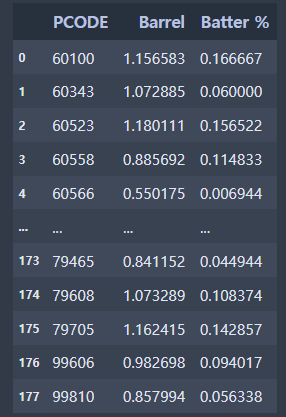 PCODE Barrel Batter %
0 60100 1.156583 0.166667
1 60343 1.072885 0.060000
2 60523 1.180111 0.156522
3 60558 0.885692 0.114833
4 60566 0.550175 0.006944
... ... ... ...
173 79465 0.841152 0.044944
174 79608 1.073289 0.108374
175 79705 1.162415 0.142857
176 99606 0.982698 0.094017
177 99810 0.857994 0.056338